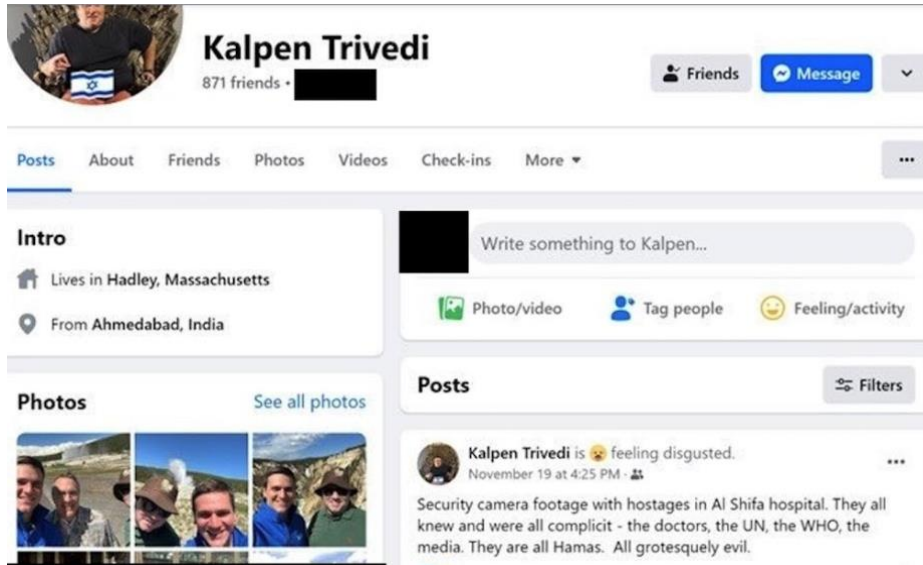 Kalpen Trivedi
871 friends •
Friends
Message
Posts
About
Friends
Photos
Videos
Check-ins
More
Intro
Lives in Hadley, Massachusetts
From Ahmedabad, India
Photos
See all photos
Write something to Kalpen...
Photo/video
Tag people
Feeling/activity
Posts
Filters
Kalpen Trivedi is feeling disgusted.
November 19 at 4:25 PM ·
Security camera footage with hostages in Al Shifa hospital. They all
knew and were all complicit - the doctors, the UN, the WHO, the
media. They are all Hamas. All grotesquely evil.